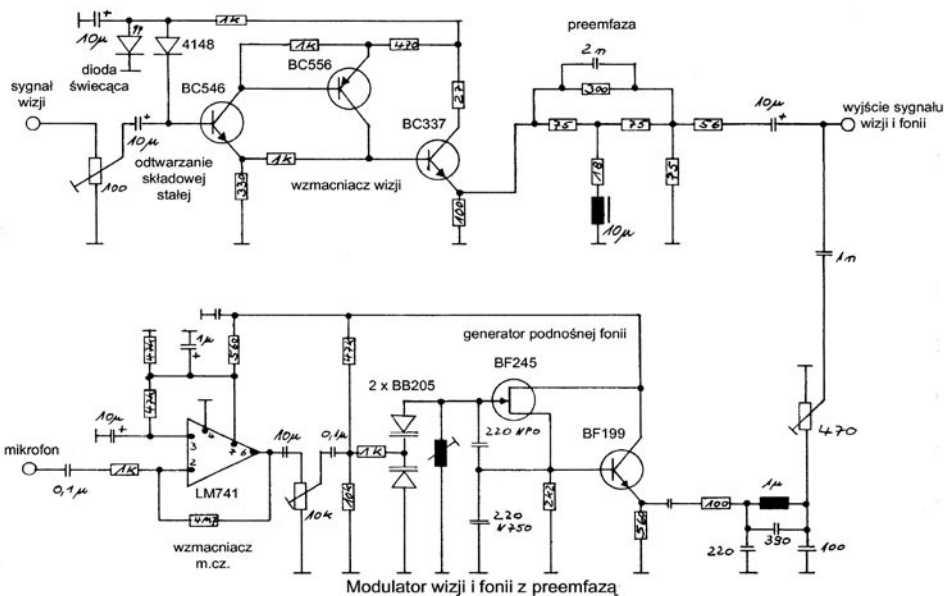 10µ
+
1k
4148
dioda
świecąca
sygnał
wizji
100
+
10µ
odtwarzanie
składowej
stałej
BC546
1k
470
BC556
BC337
27
1k
330
wzmacniacz wizji
100
preemfaza
2n
300
75
75
56
18
10µ
75
10µ
+
wyjście sygnału
wizji i fonii
1n
470
47k
1µ
+
560
47k
47k
10µ
+
mikrofon
0,1µ
1k
3
2
4
7
6
LM741
4M7
wzmacniacz
m.cz.
10µ
10k
0,1µ
1k
10k
2 x BB205
generator podnośnej fonii
BF245
220 NP0
220
N750
2k2
BF199
560
100
1µ
390
220
100
Modulator wizji i fonii z preemfazą